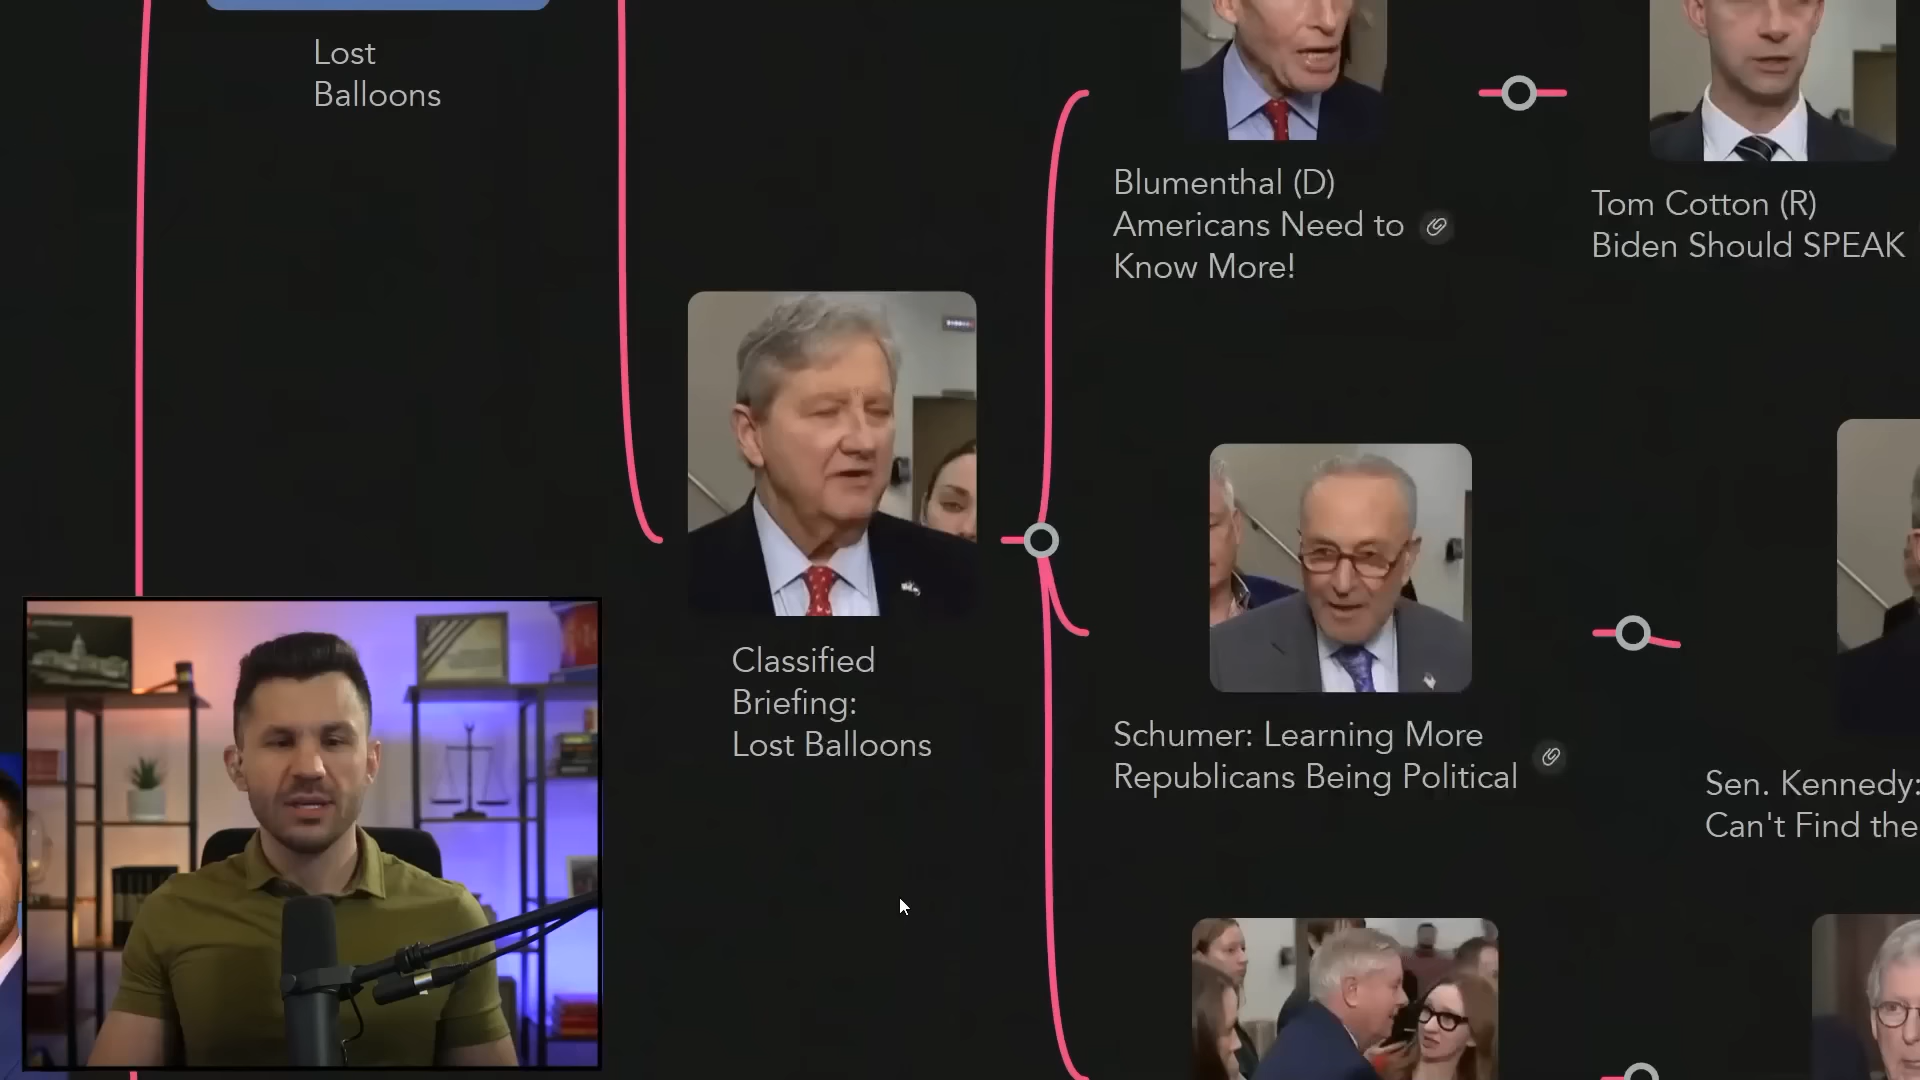 Lost
Balloons
Blumenthal (D)
Americans Need to
Know More!
Tom Cotton (R)
Biden Should SPEAK
Classified
Briefing:
Lost Balloons
Schumer: Learning More
Republicans Being Political
Sen. Kennedy:
Can't Find the